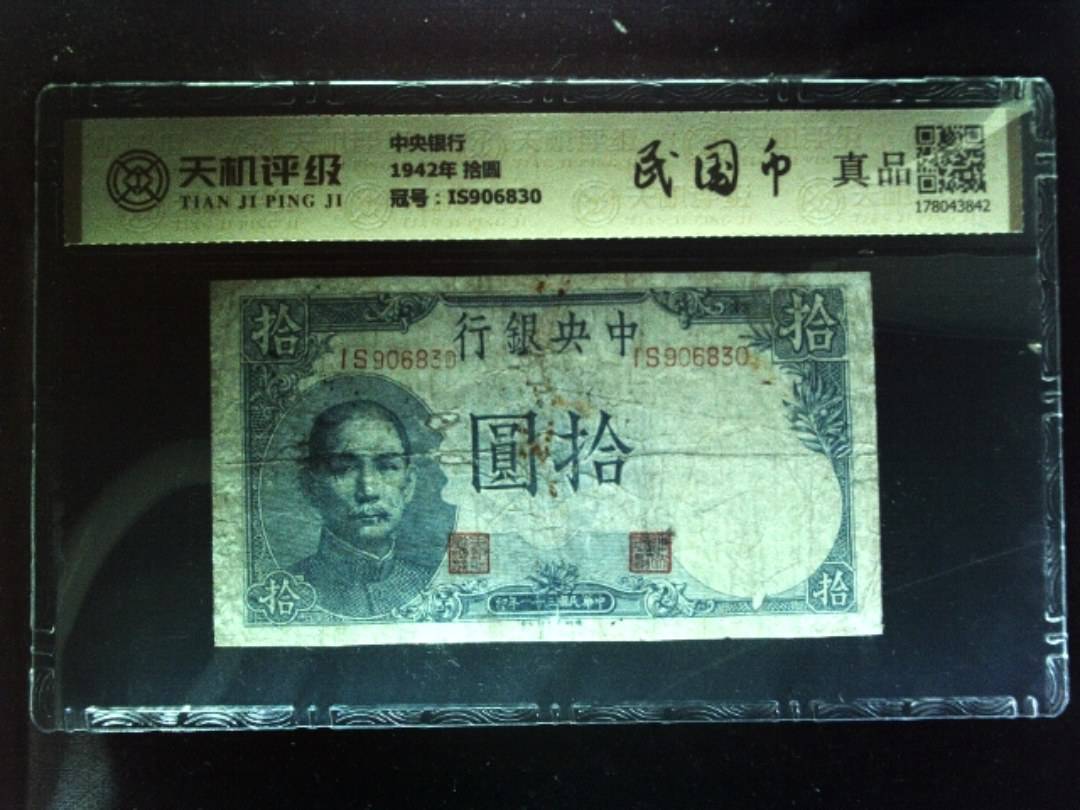 天机评级
TIAN JI PING JI
中央银行
1942年 拾圆
冠号：IS906830
民国币
真品
178043842
拾
行銀央中
拾
IS906830
IS906830
圓拾
拾
拾